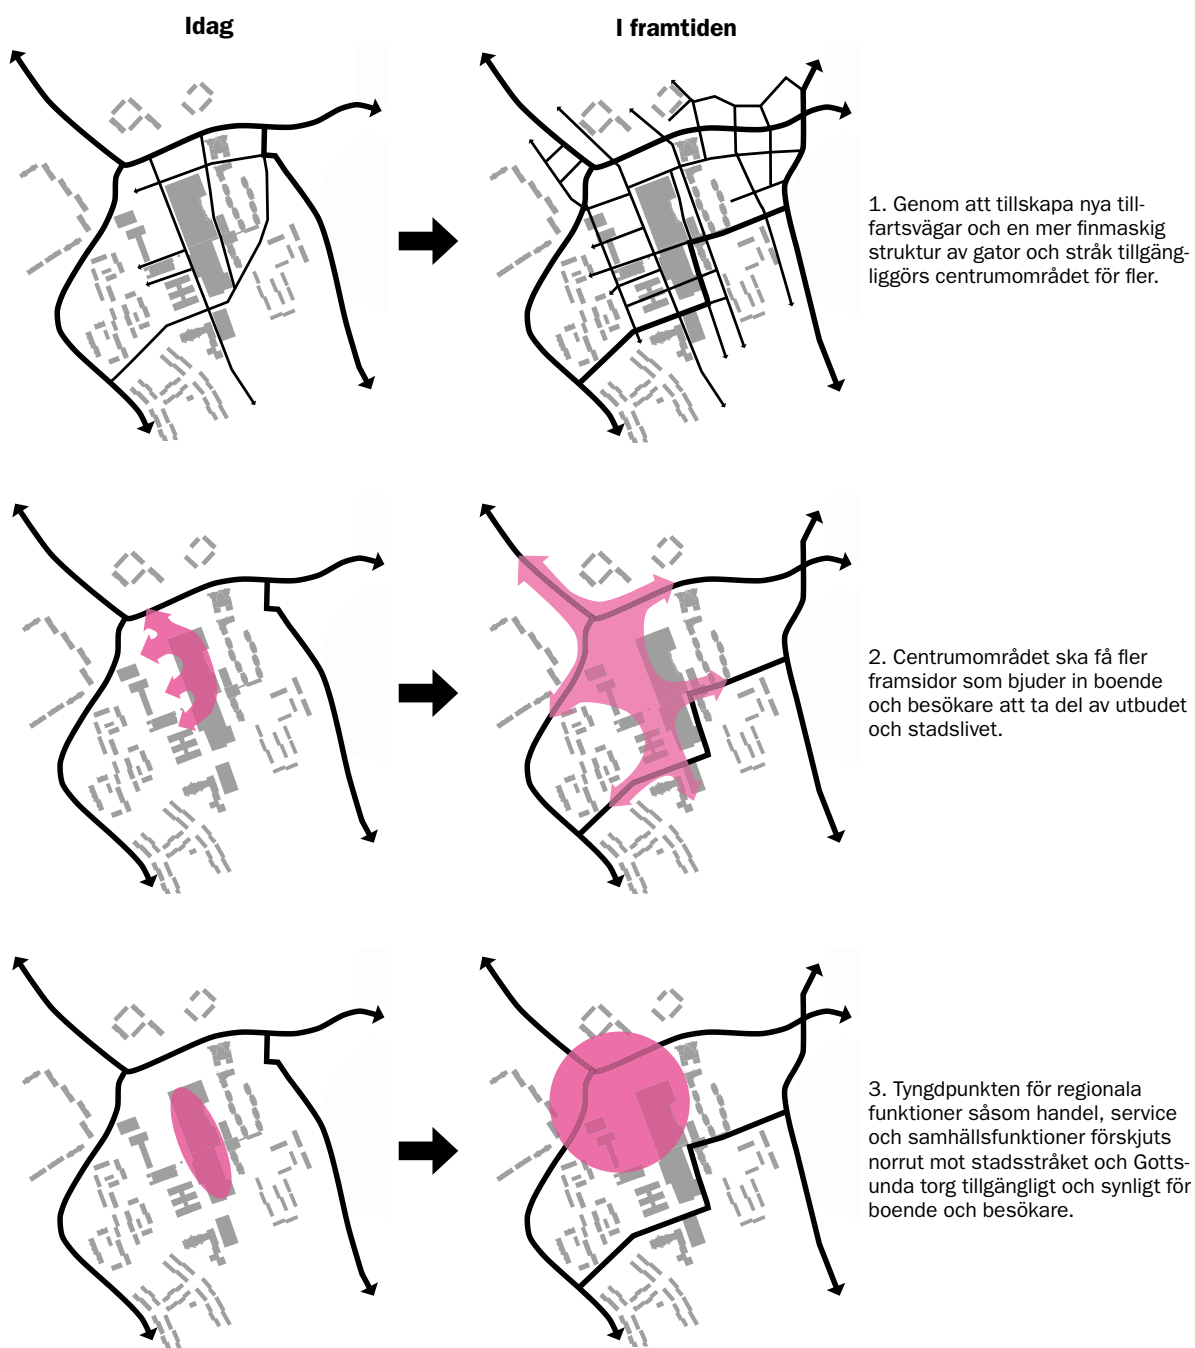 Idag
I framtiden
1. Genom att tillskapa nya till-
fartsvägar och en mer finmaskig
struktur av gator och stråk tillgäng-
liggörs centrumområdet för fler.
2. Centrumområdet ska få fler
framsidor som bjuder in boende
och besökare att ta del av utbudet
och stadslivet.
3. Tyngdpunkten för regionala
funktioner såsom handel, service
och samhällsfunktioner förskjuts
norrut mot stadsstråket och Gotts-
unda torg tillgängligt och synligt för
boende och besökare.